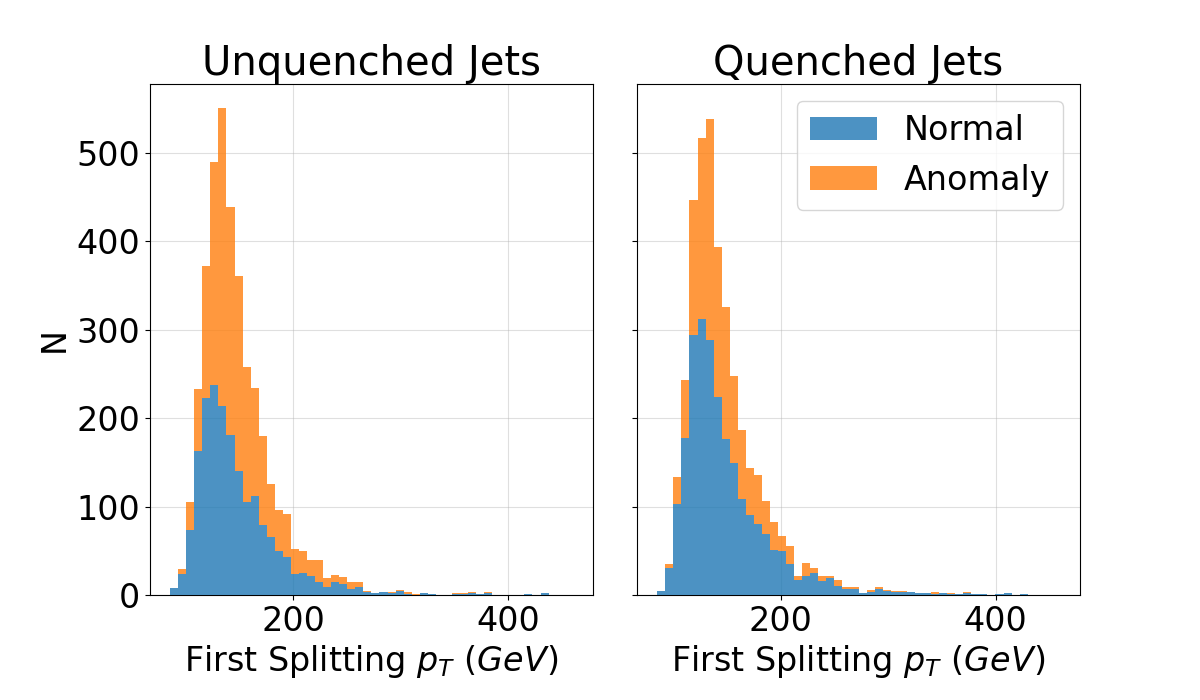 Unquenched Jets
Quenched Jets
N
500
400
300
200
100
0
200
400
200
400
First Splitting $p_T$ (GeV)
First Splitting $p_T$ (GeV)
Normal
Anomaly